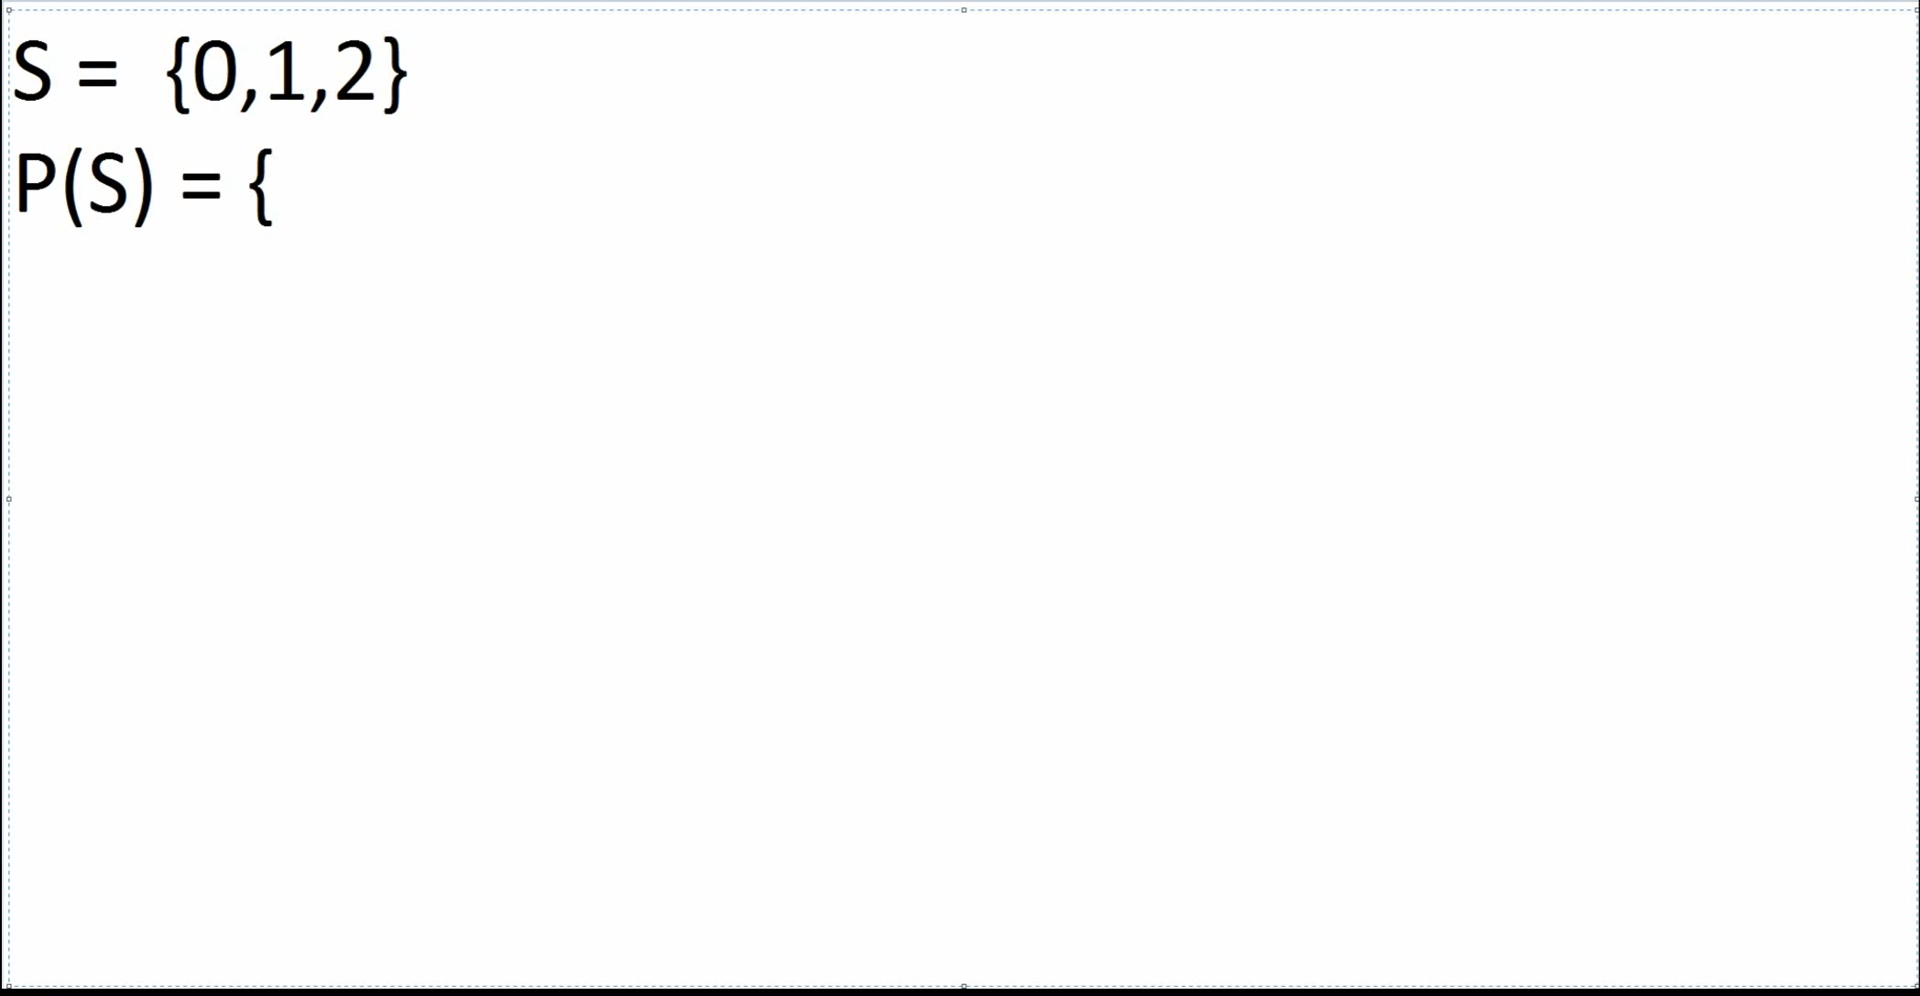 S =  {0,1,2}
P(S) = {